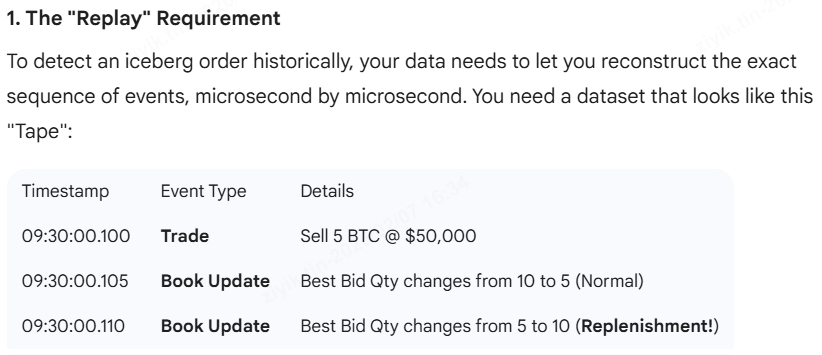 1. The "Replay" Requirement
To detect an iceberg order historically, your data needs to let you reconstruct the exact
sequence of events, microsecond by microsecond. You need a dataset that looks like this
"Tape":
Timestamp Event Type Details
09:30:00.100 Trade Sell 5 BTC @ $50,000
09:30:00.105 Book Update Best Bid Qty changes from 10 to 5 (Normal)
09:30:00.110 Book Update Best Bid Qty changes from 5 to 10 (Replenishment!)